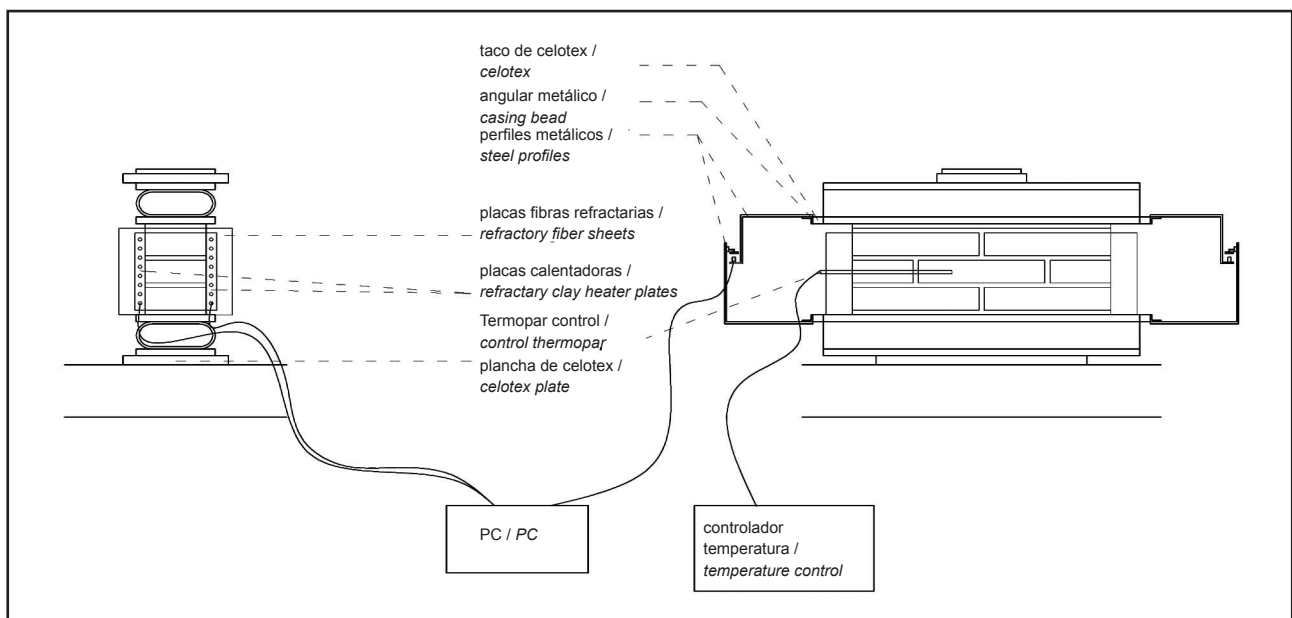 taco de celotex /
celotex
angular metálico /
casing bead
perfiles metálicos /
steel profiles
placas fibras refractarias /
refractory fiber sheets
placas calentadoras /
refractary clay heater plates
Termopar control /
control thermopar
plancha de celotex /
celotex plate
PC / PC
controlador
temperatura /
temperature control